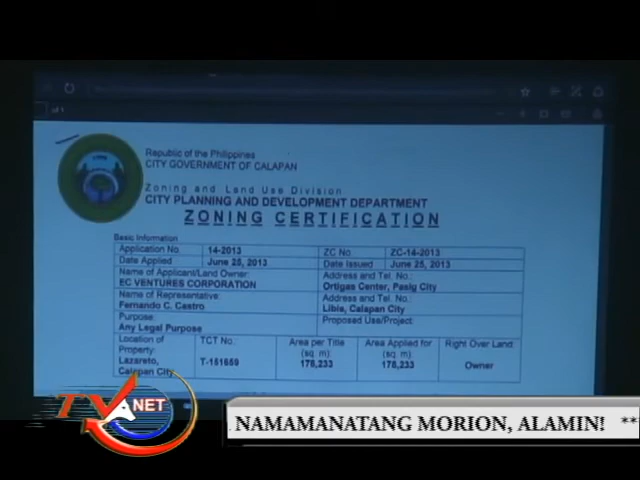 Republic of the Philippines
CITY GOVERNMENT OF CALAPAN
Zoning and Land Use Division
CITY PLANNING AND DEVELOPMENT DEPARTMENT
ZONING CERTIFICATION
Basic Information
Application No. 14-2013 ZC No. ZC-14-2013
Date Applied June 25, 2013 Date Issued June 25, 2013
Name of Applicant/Land Owner: Address and Tel. No.:
EC VENTURES CORPORATION Ortigas Center, Pasig City
Name of Representative: Address and Tel. No.:
Fernando C. Castro Libis, Calapan City
Purpose: Proposed Use/Project:
Any Legal Purpose
Location of Property: TCT No.: Area per Title (sq. m): Area Applied for (sq. m): Right Over Land:
Lazareto, Calapan City T-151659 178,233 178,233 Owner
TV NET
NAMAMANATANG MORION, ALAMIN! **